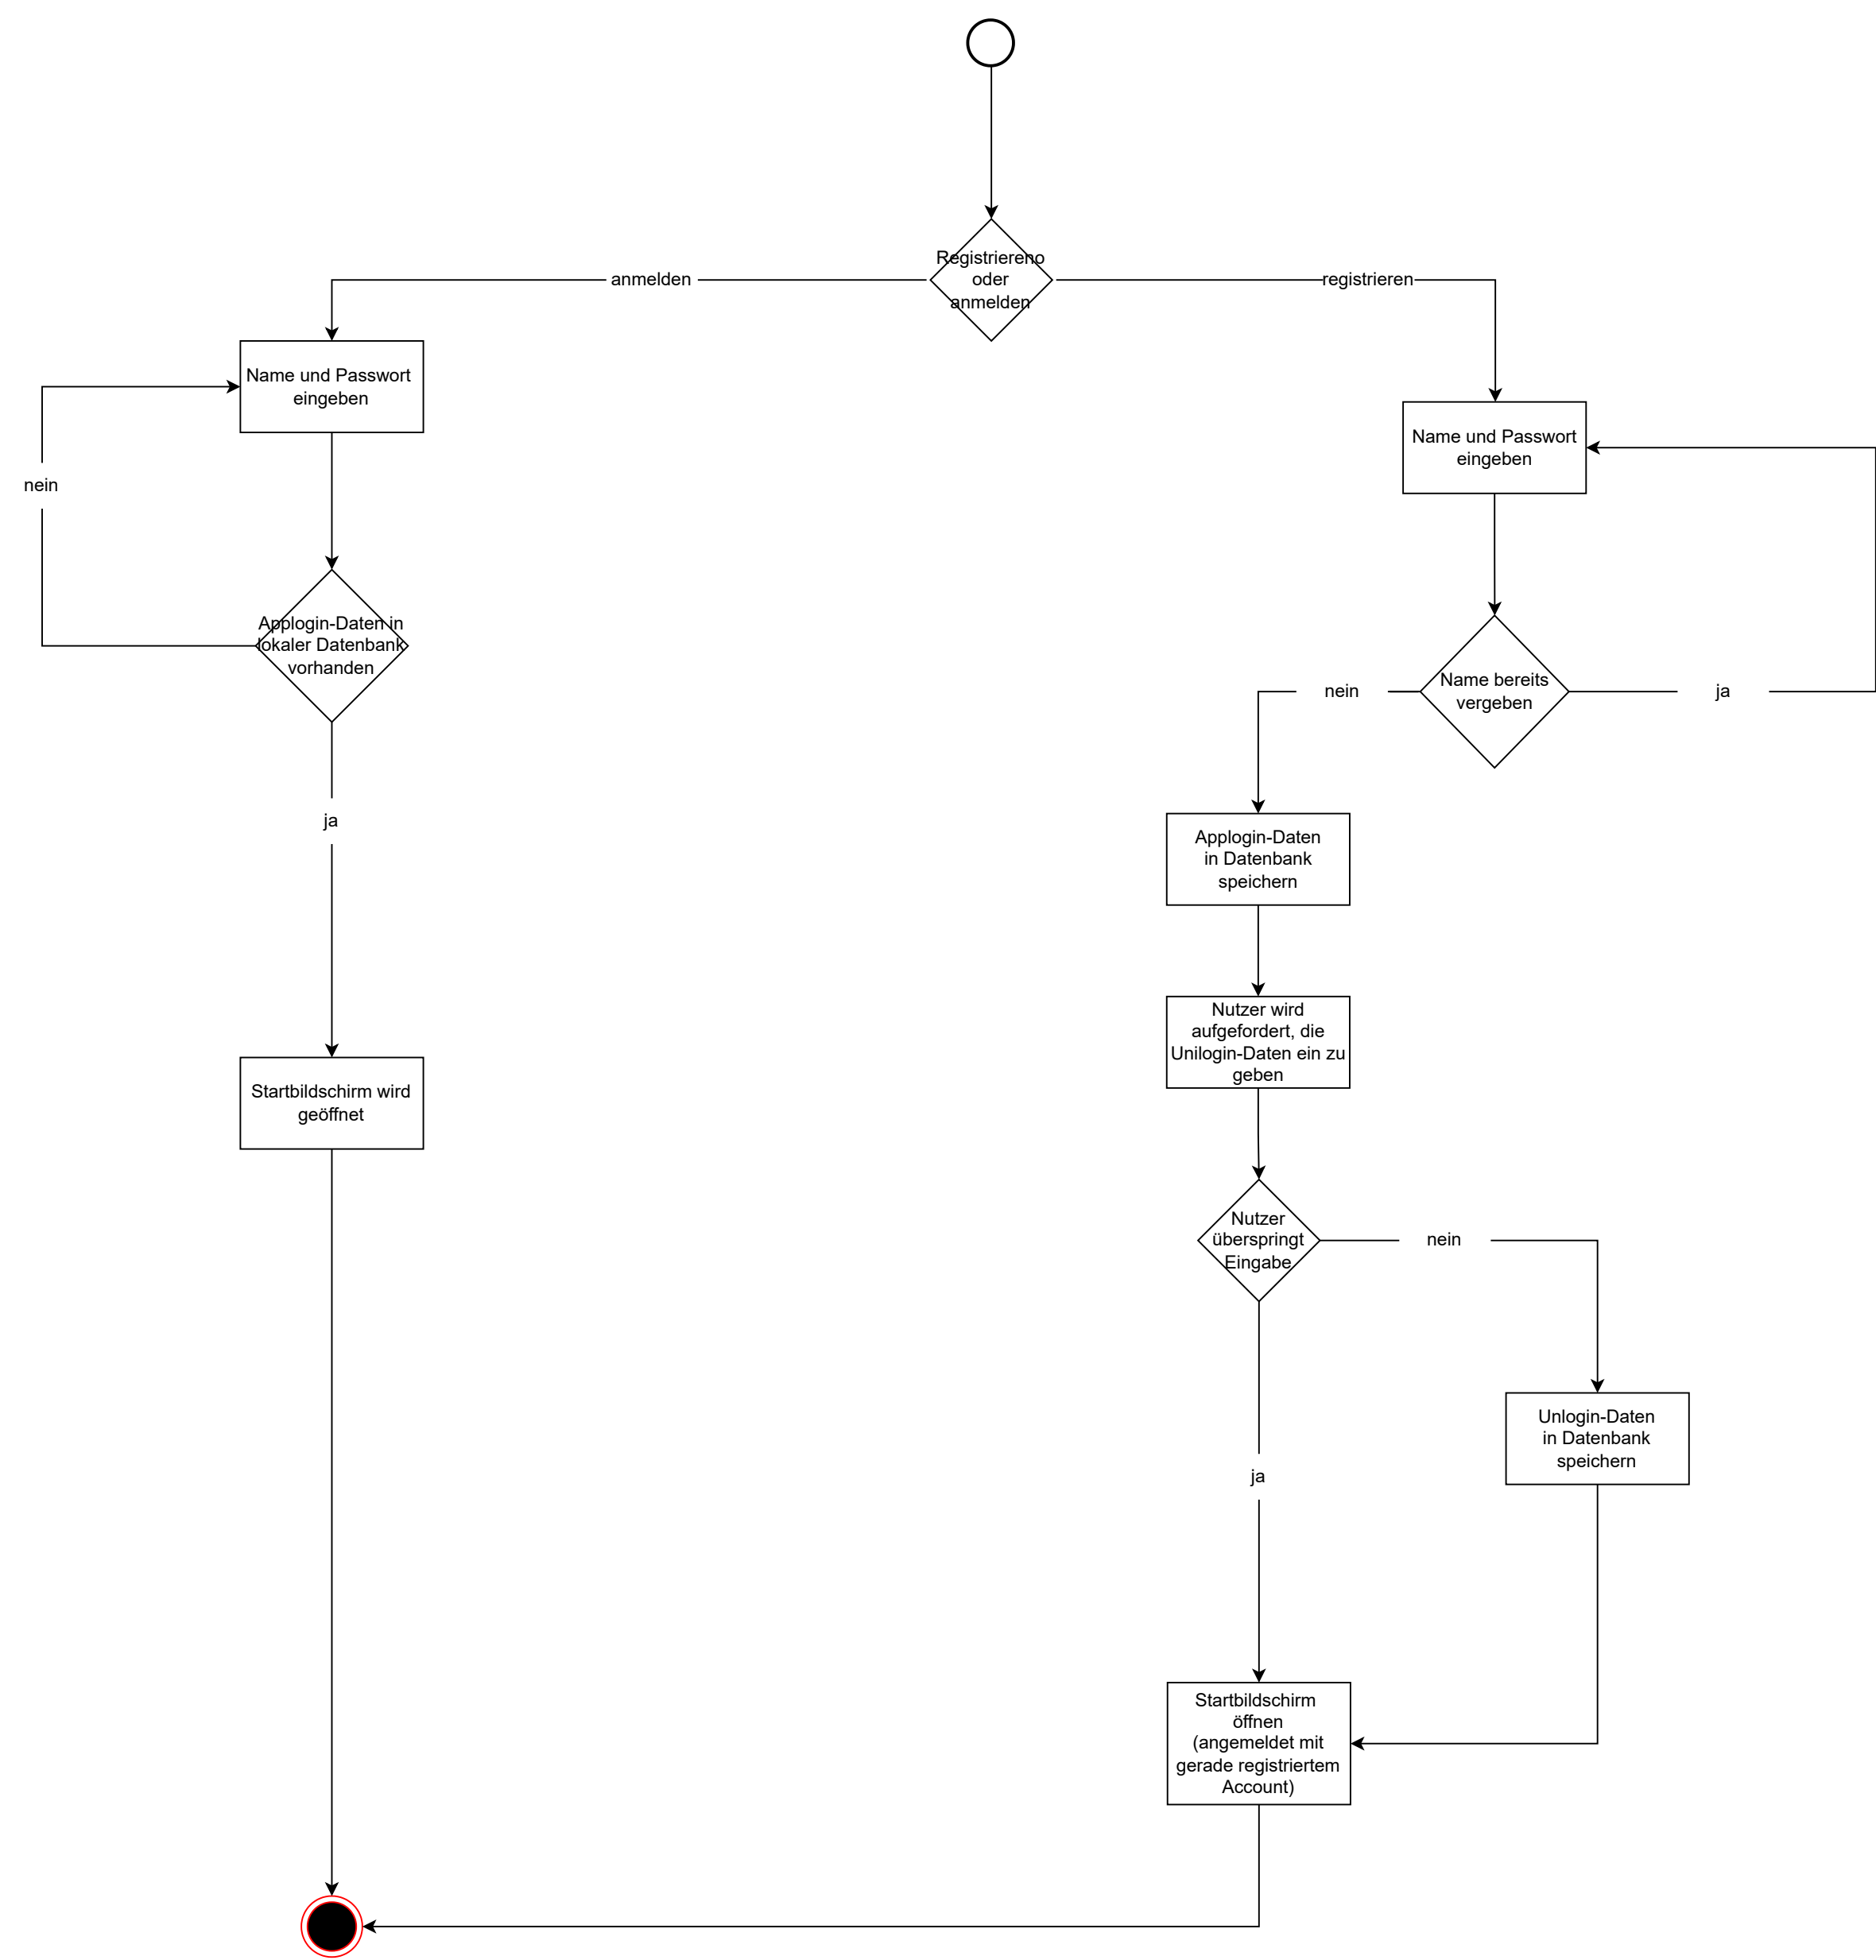 Registriereno
oder
anmelden
anmelden
registrieren
Name und Passwort
eingeben
nein
Applogin-Daten in
lokaler Datenbank
vorhanden
ja
Startbildschirm wird
geöffnet
Name und Passwort
eingeben
Name bereits
vergeben
nein
ja
Applogin-Daten
in Datenbank
speichern
Nutzer wird
aufgefordert, die
Unilogin-Daten ein zu
geben
Nutzer
überspringt
Eingabe
nein
ja
Unlogin-Daten
in Datenbank
speichern
Startbildschirm
öffnen
(angemeldet mit
gerade registriertem
Account)